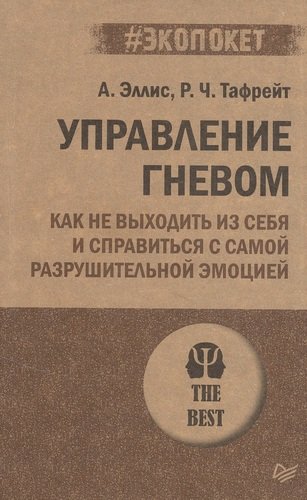 #ЭКОПОКЕТ
А. Эллис, Р. Ч. Тафрейт
УПРАВЛЕНИЕ
ГНЕВОМ
КАК НЕ ВЫХОДИТЬ ИЗ СЕБЯ
И СПРАВИТЬСЯ С САМОЙ
РАЗРУШИТЕЛЬНОЙ ЭМОЦИЕЙ
Ψ
THE
BEST